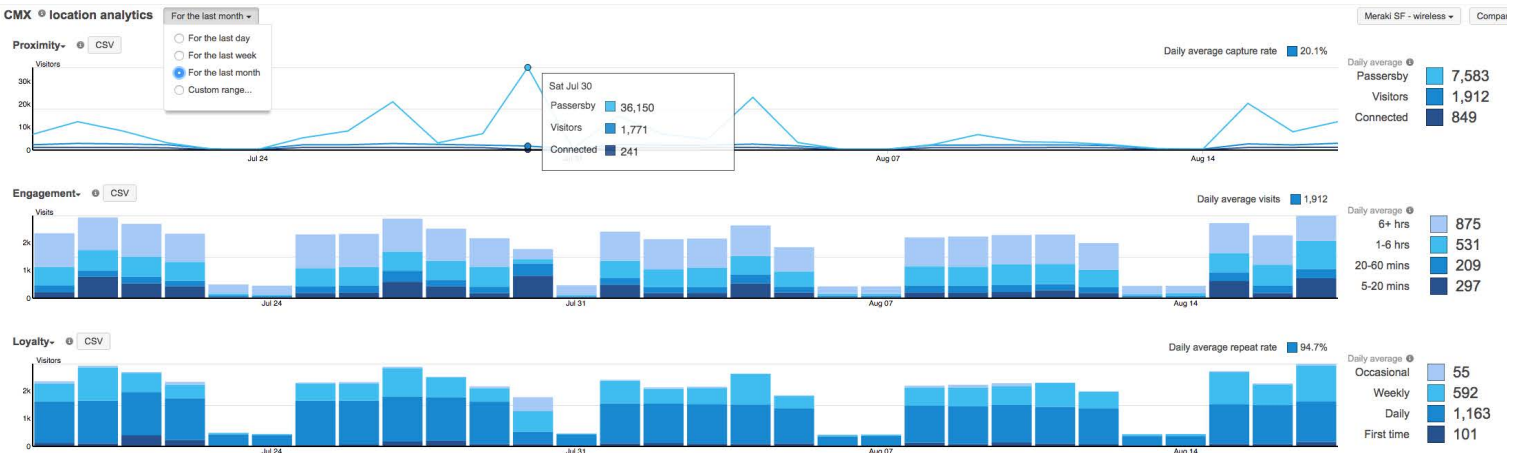 CMX location analytics For the last month Meraki SF - wireless
For the last day
For the last week
For the last month
Custom range...
Proximity CSV
Daily average capture rate 20.1%
Visitors
30k
20k
10k
0
Jul 24 Aug 07 Aug 14
Sat Jul 30
Passersby 36,150
Visitors 1,771
Connected 241
Daily average
Passersby 7,583
Visitors 1,912
Connected 849
Engagement CSV
Daily average visits 1,912
Visits
2k
1k
0
Jul 24 Jul 31 Aug 07 Aug 14
Daily average
6+ hrs 875
1-6 hrs 531
20-60 mins 209
5-20 mins 297
Loyalty CSV
Daily average repeat rate 94.7%
Visitors
2k
1k
0
Jul 24 Jul 31 Aug 07 Aug 14
Daily average
Occasional 55
Weekly 592
Daily 1,163
First time 101